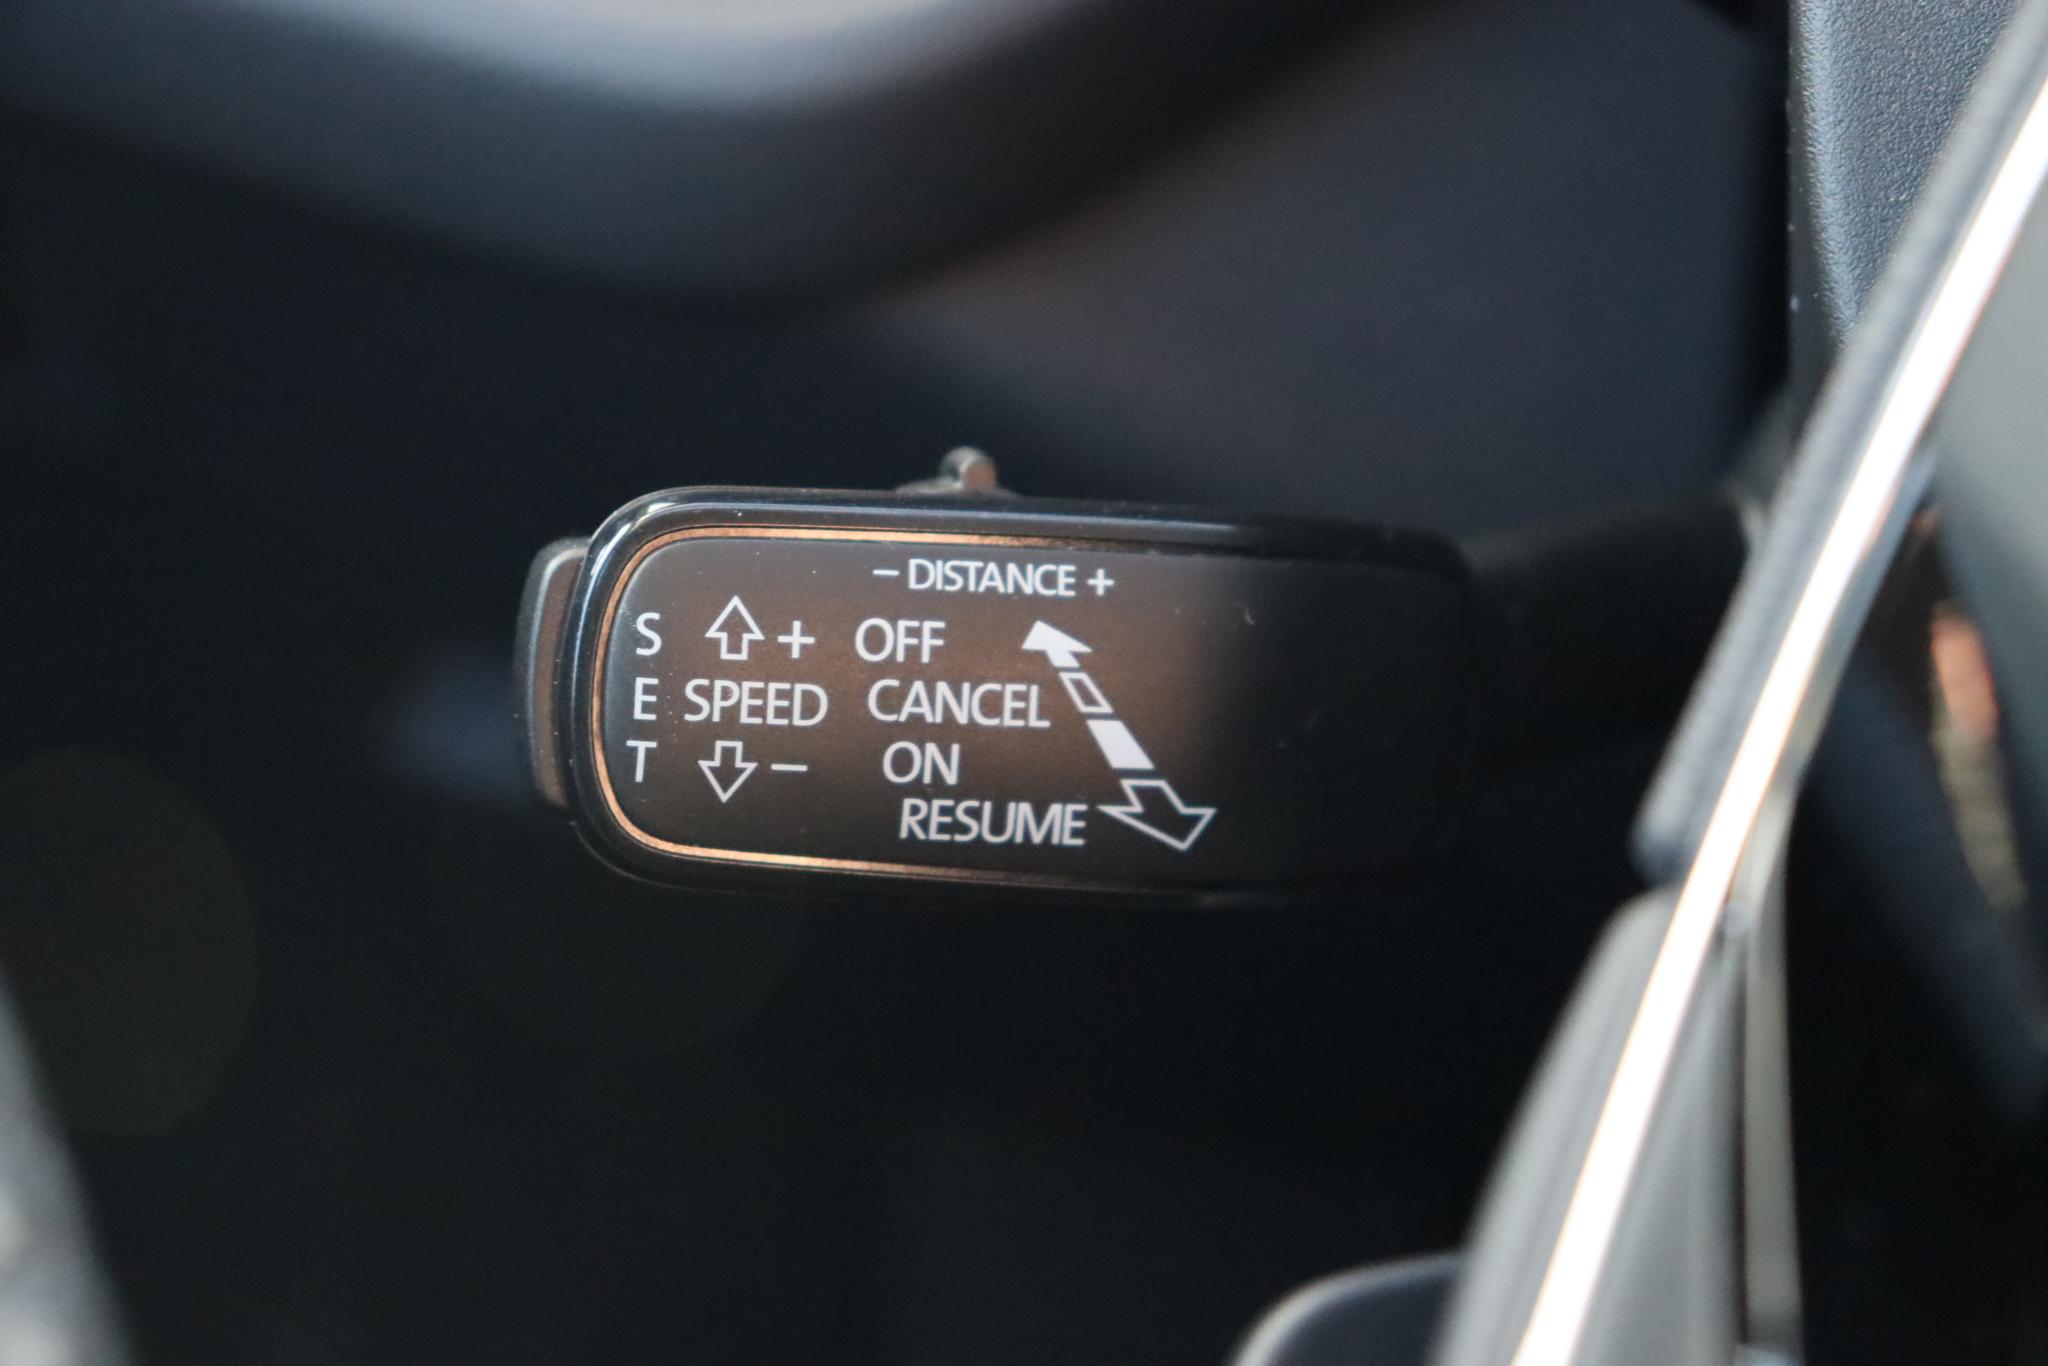 – DISTANCE +
S + OFF
E SPEED CANCEL
T – ON
RESUME